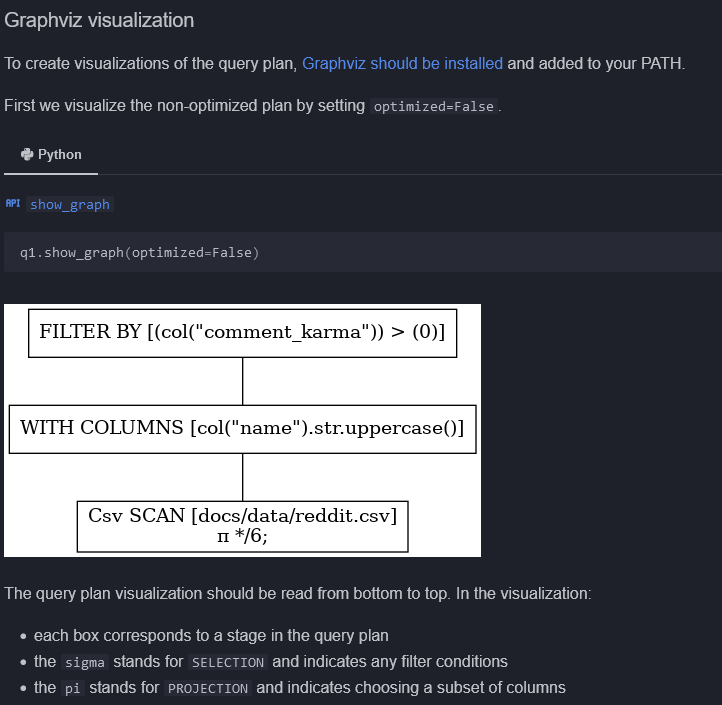 Graphviz visualization
To create visualizations of the query plan, Graphviz should be installed and added to your PATH.
First we visualize the non-optimized plan by setting optimized=False.
Python
API show_graph
q1.show_graph(optimized=False)
FILTER BY [(col("comment_karma")) > (0)]
WITH COLUMNS [col("name").str.uppercase()]
Csv SCAN [docs/data/reddit.csv]
π */6;
The query plan visualization should be read from bottom to top. In the visualization:
• each box corresponds to a stage in the query plan
• the sigma stands for SELECTION and indicates any filter conditions
• the pi stands for PROJECTION and indicates choosing a subset of columns